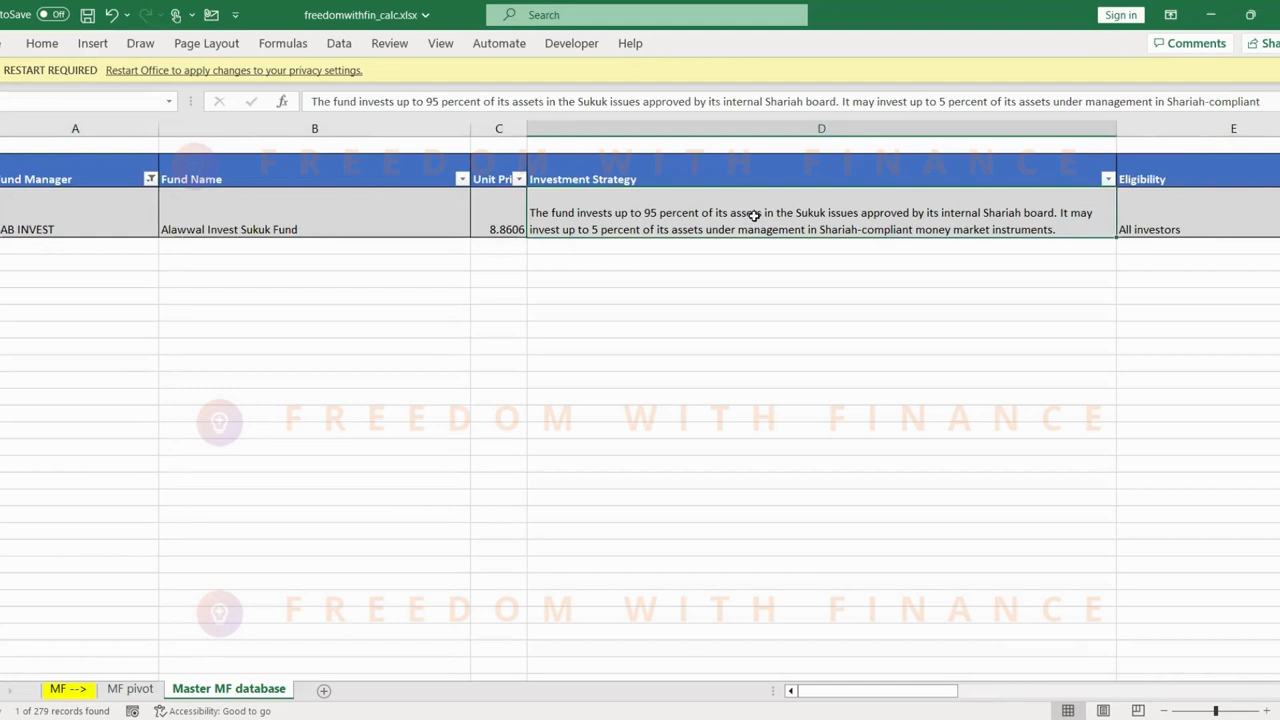 toSave Off
freedomwithfin_calc.xlsx
Search
Sign in
Home Insert Draw Page Layout Formulas Data Review View Automate Developer Help
Comments
Sha
RESTART REQUIRED Restart Office to apply changes to your privacy settings.
fx
The fund invests up to 95 percent of its assets in the Sukuk issues approved by its internal Shariah board. It may invest up to 5 percent of its assets under management in Shariah-compliant
A B C D E
FREEDOM WITH FINANCE
und Manager Fund Name Unit Pri Investment Strategy Eligibility
The fund invests up to 95 percent of its assets in the Sukuk issues approved by its internal Shariah board. It may
AB INVEST Alawwal Invest Sukuk Fund 8.8606 invest up to 5 percent of its assets under management in Shariah-compliant money market instruments. All investors
FREEDOM WITH FINANCE
FREEDOM WITH FINANCE
MF --> MF pivot Master MF database
1 of 279 records found Accessibility: Good to go